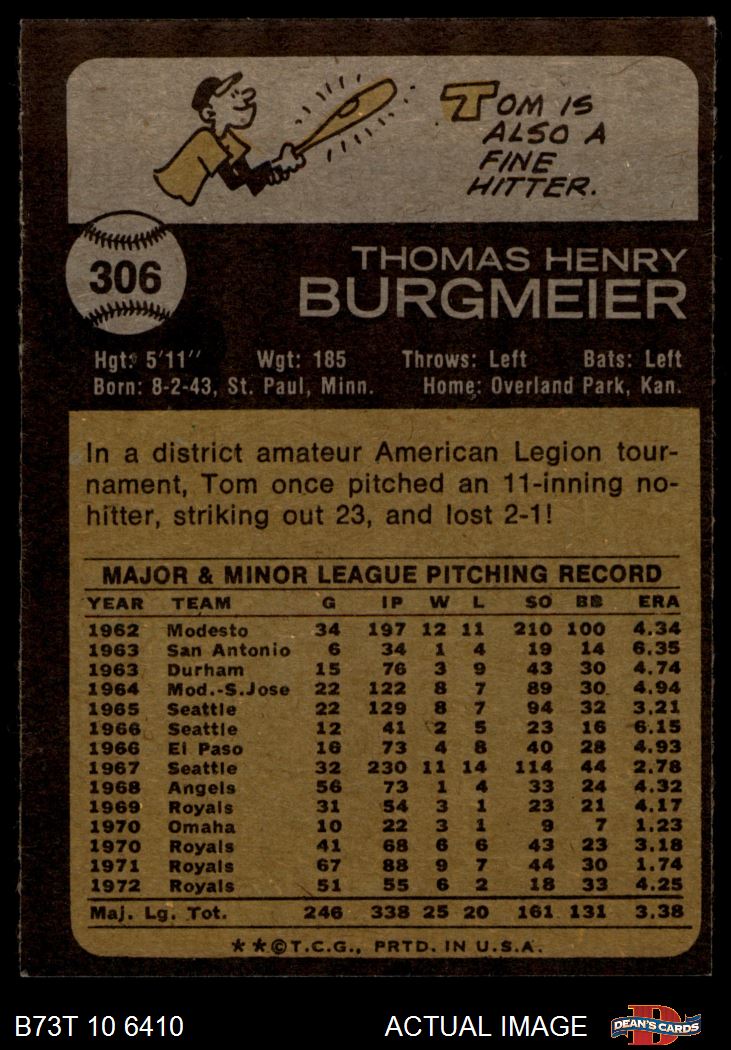 TOM IS
ALSO A
FINE
HITTER.
306
THOMAS HENRY
BURGMEIER
Hgt: 5'11" Wgt: 185 Throws: Left Bats: Left
Born: 8-2-43, St. Paul, Minn. Home: Overland Park, Kan.
In a district amateur American Legion tour-
nament, Tom once pitched an 11-inning no-
hitter, striking out 23, and lost 2-1!
MAJOR & MINOR LEAGUE PITCHING RECORD
YEAR TEAM G IP W L SO BB ERA
1962 Modesto 34 197 12 11 210 100 4.34
1963 San Antonio 6 34 1 4 19 14 6.35
1963 Durham 15 76 3 9 43 30 4.74
1964 Mod.-S.Jose 22 122 8 7 89 30 4.94
1965 Seattle 22 129 8 7 94 32 3.21
1966 Seattle 12 41 2 5 23 16 6.15
1966 El Paso 16 73 4 8 40 28 4.93
1967 Seattle 32 230 11 14 114 44 2.78
1968 Angels 56 73 1 4 33 24 4.32
1969 Royals 31 54 3 1 23 21 4.17
1970 Omaha 10 22 3 1 9 7 1.23
1970 Royals 41 68 6 6 43 23 3.18
1971 Royals 67 88 9 7 44 30 1.74
1972 Royals 51 55 6 2 18 33 4.25
Maj. Lg. Tot. 246 338 25 20 161 131 3.38
★★©T.C.G., PRTD. IN U.S.A.
B73T 10 6410 ACTUAL IMAGE DEAN'S CARDS